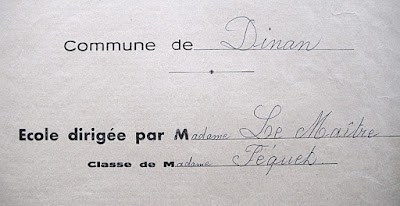 Commune de Dinan
Ecole dirigée par Madame Le Maître
Classe de Madame Péquet